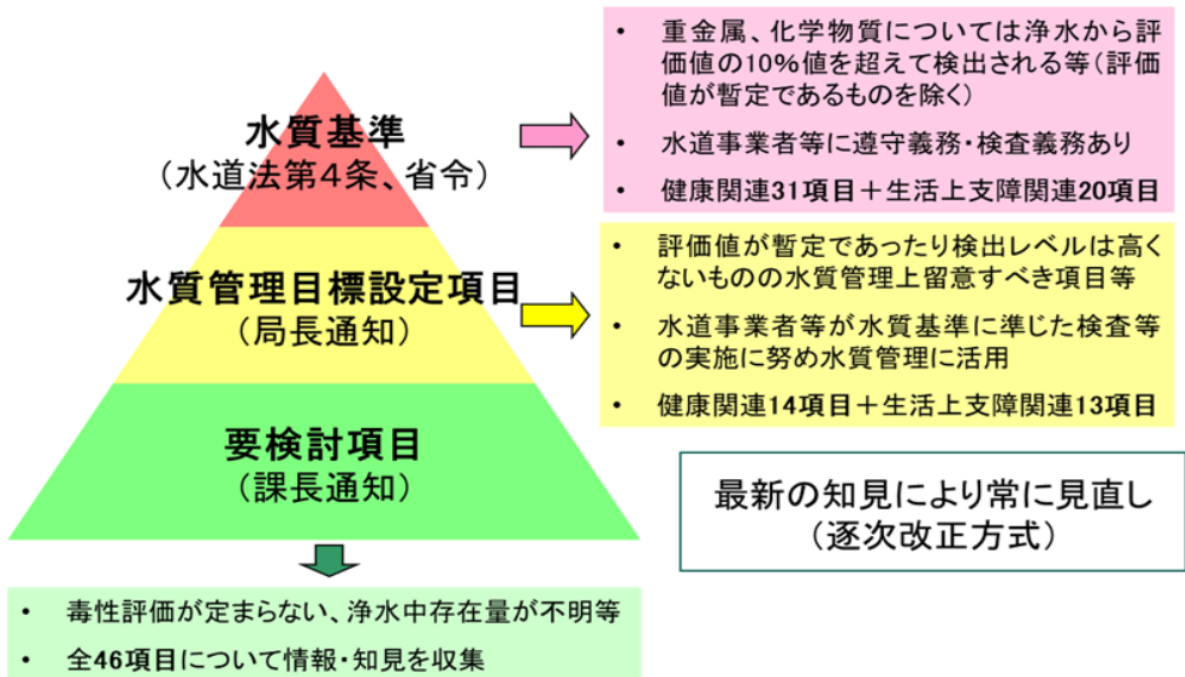 水質基準
（水道法第４条、省令）
・ 重金属、化学物質については浄水から評
価値の10％値を超えて検出される等（評価
値が暫定であるものを除く）
・ 水道事業者等に遵守義務・検査義務あり
・ 健康関連31項目＋生活上支障関連20項目
水質管理目標設定項目
（局長通知）
・ 評価値が暫定であったり検出レベルは高く
ないものの水質管理上留意すべき項目等
・ 水道事業者等が水質基準に準じた検査等
の実施に努め水質管理に活用
・ 健康関連14項目＋生活上支障関連13項目
要検討項目
（課長通知）
・ 毒性評価が定まらない、浄水中存在量が不明等
・ 全46項目について情報・知見を収集
最新の知見により常に見直し
（逐次改正方式）